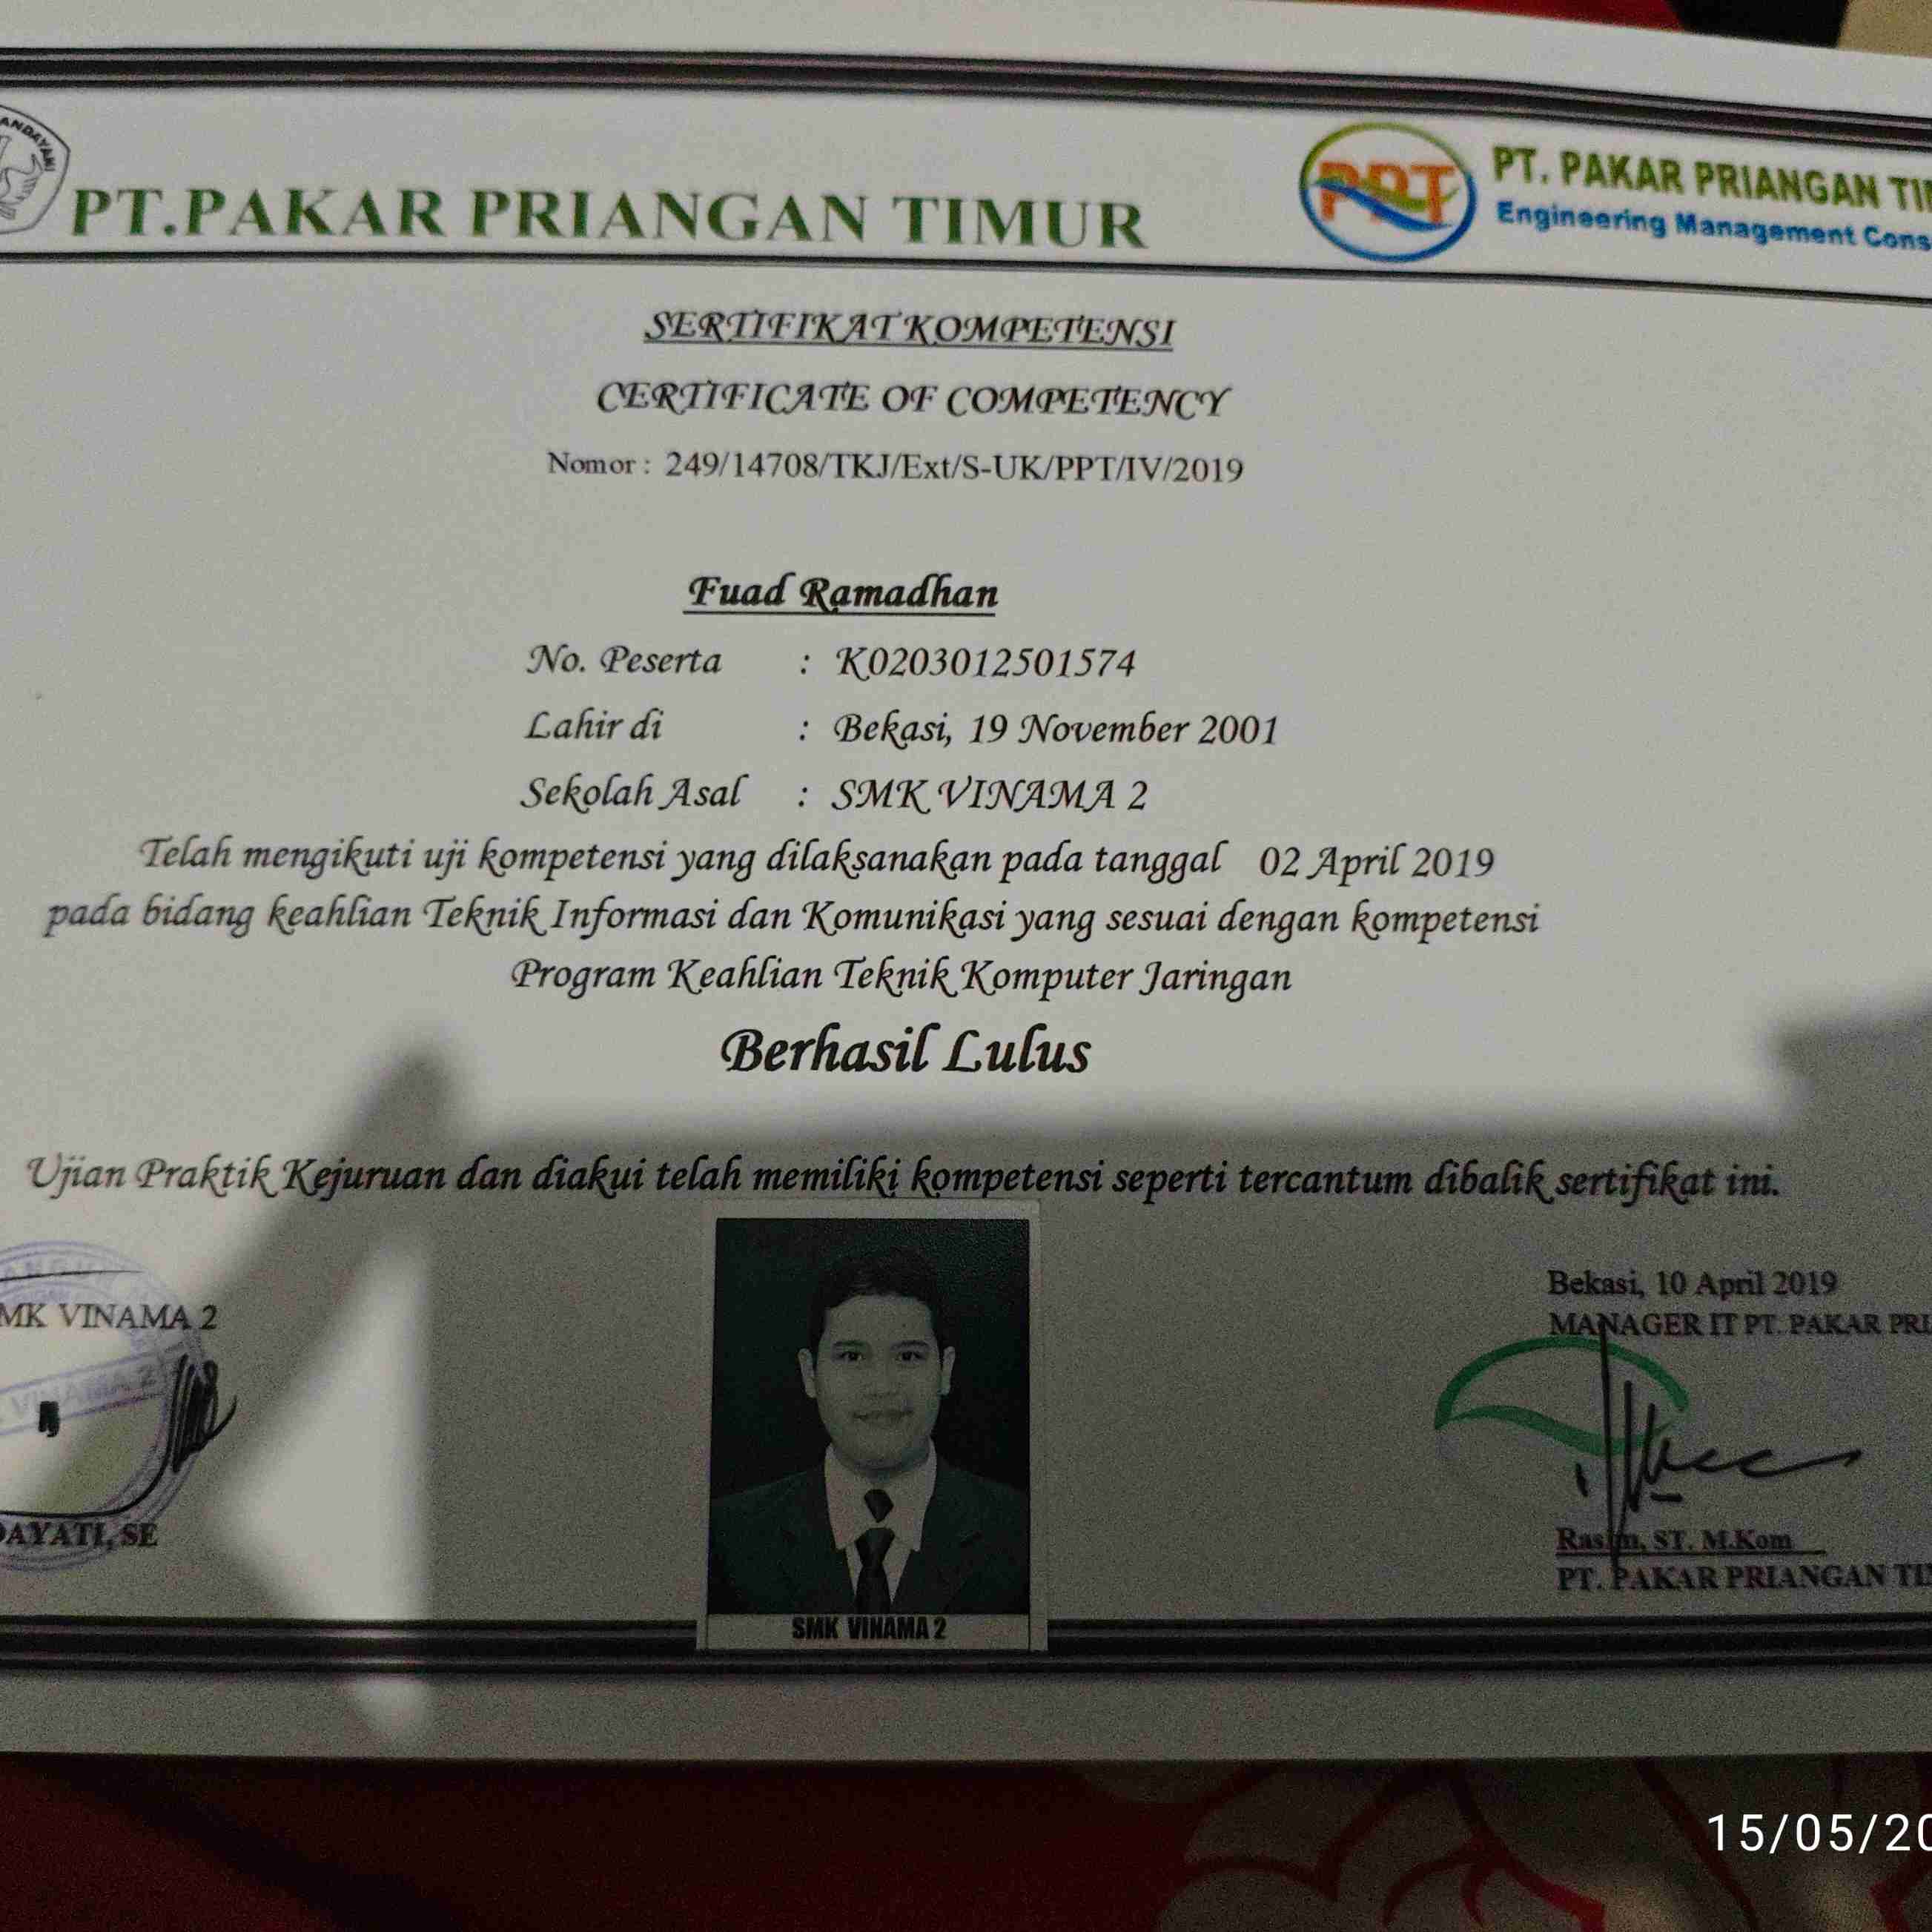 ANDAYANI
PT.PAKAR PRIANGAN TIMUR
PPT
PT. PAKAR PRIANGAN
Engineering Management
SERTIFIKAT KOMPETENSI
CERTIFICATE OF COMPETENCY
Nomor : 249/14708/TKJ/Ext/S-UK/PPT/IV/2019
Fuad Ramadhan
No. Peserta : K0203012501574
Lahir di : Bekasi, 19 November 2001
Sekolah Asal : SMK VINAMA 2
Telah mengikuti uji kompetensi yang dilaksanakan pada tanggal 02 April 2019
pada bidang keahlian Teknik Informasi dan Komunikasi yang sesuai dengan kompetensi
Program Keahlian Teknik Komputer Jaringan
Berhasil Lulus
Ujian Praktik Kejuruan dan diakui telah memiliki kompetensi seperti tercantum dibalik sertifikat ini.
MK VINAMA 2
VINAMA 2
DAYATI, SE
SMK VINAMA 2
Bekasi, 10 April 2019
MANAGER IT PT. PAKAR
ST. M.Kom
PT. PAKAR PRIANGAN
15/05/20